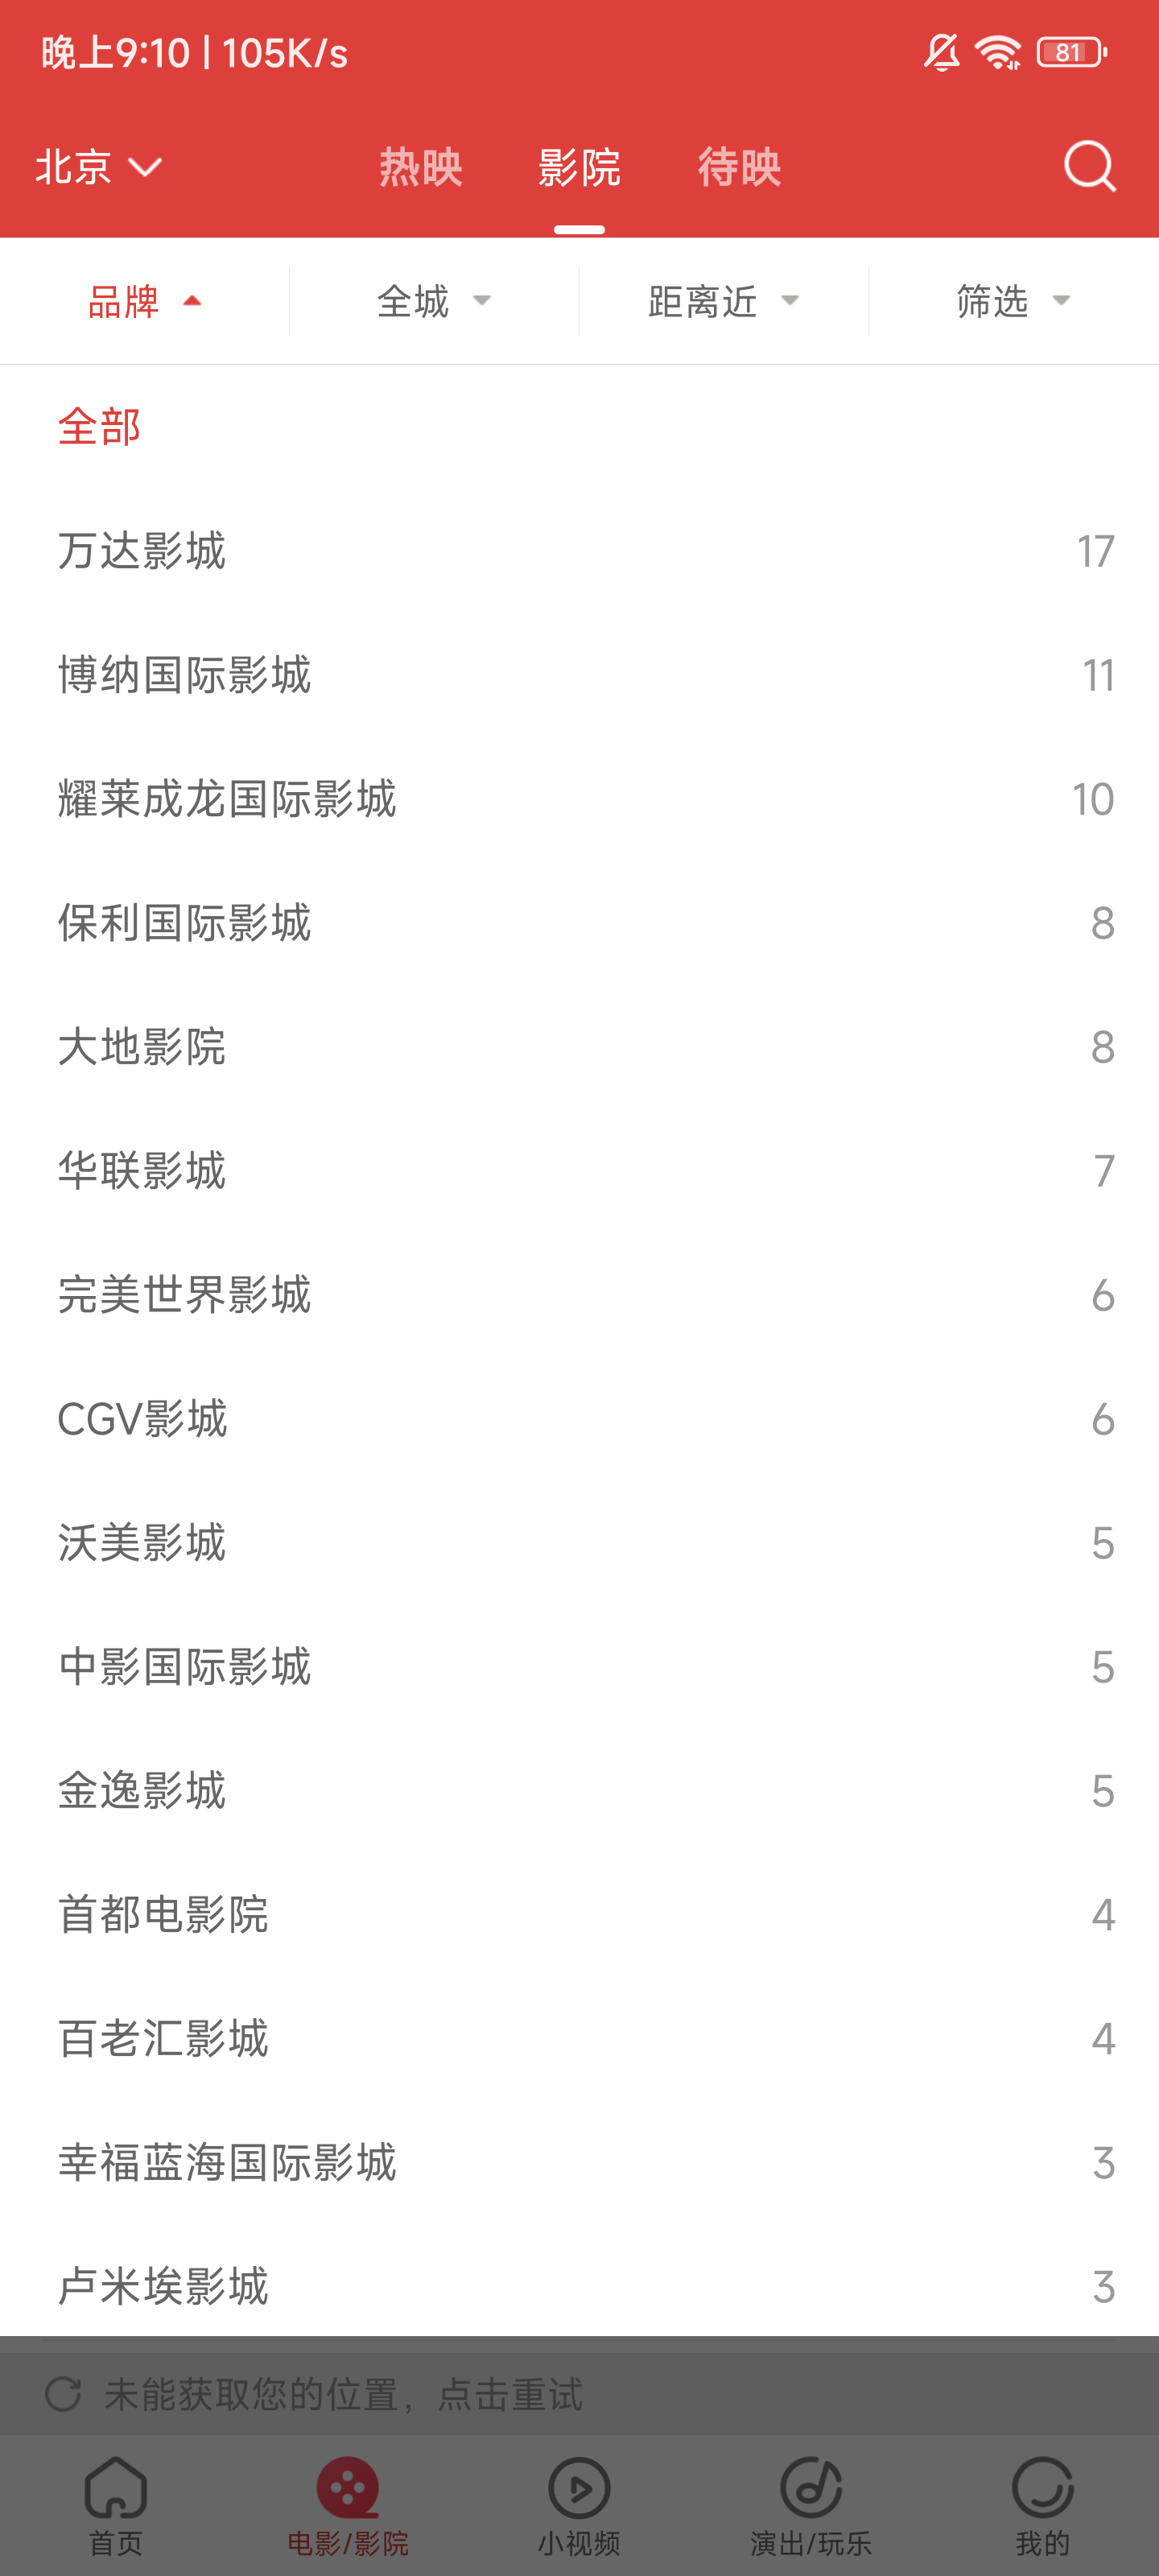 晚上9:10 | 105K/s
81
北京
热映
影院
待映
品牌
全城
距离近
筛选
全部
万达影城 17
博纳国际影城 11
耀莱成龙国际影城 10
保利国际影城 8
大地影院 8
华联影城 7
完美世界影城 6
CGV影城 6
沃美影城 5
中影国际影城 5
金逸影城 5
首都电影院 4
百老汇影城 4
幸福蓝海国际影城 3
卢米埃影城 3
未能获取您的位置，点击重试
首页
电影/影院
小视频
演出/玩乐
我的